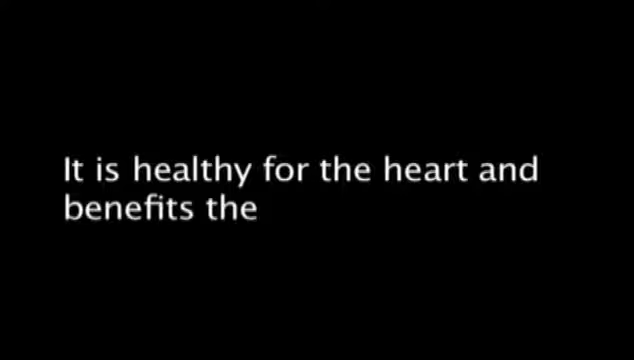 It is healthy for the heart and
benefits the